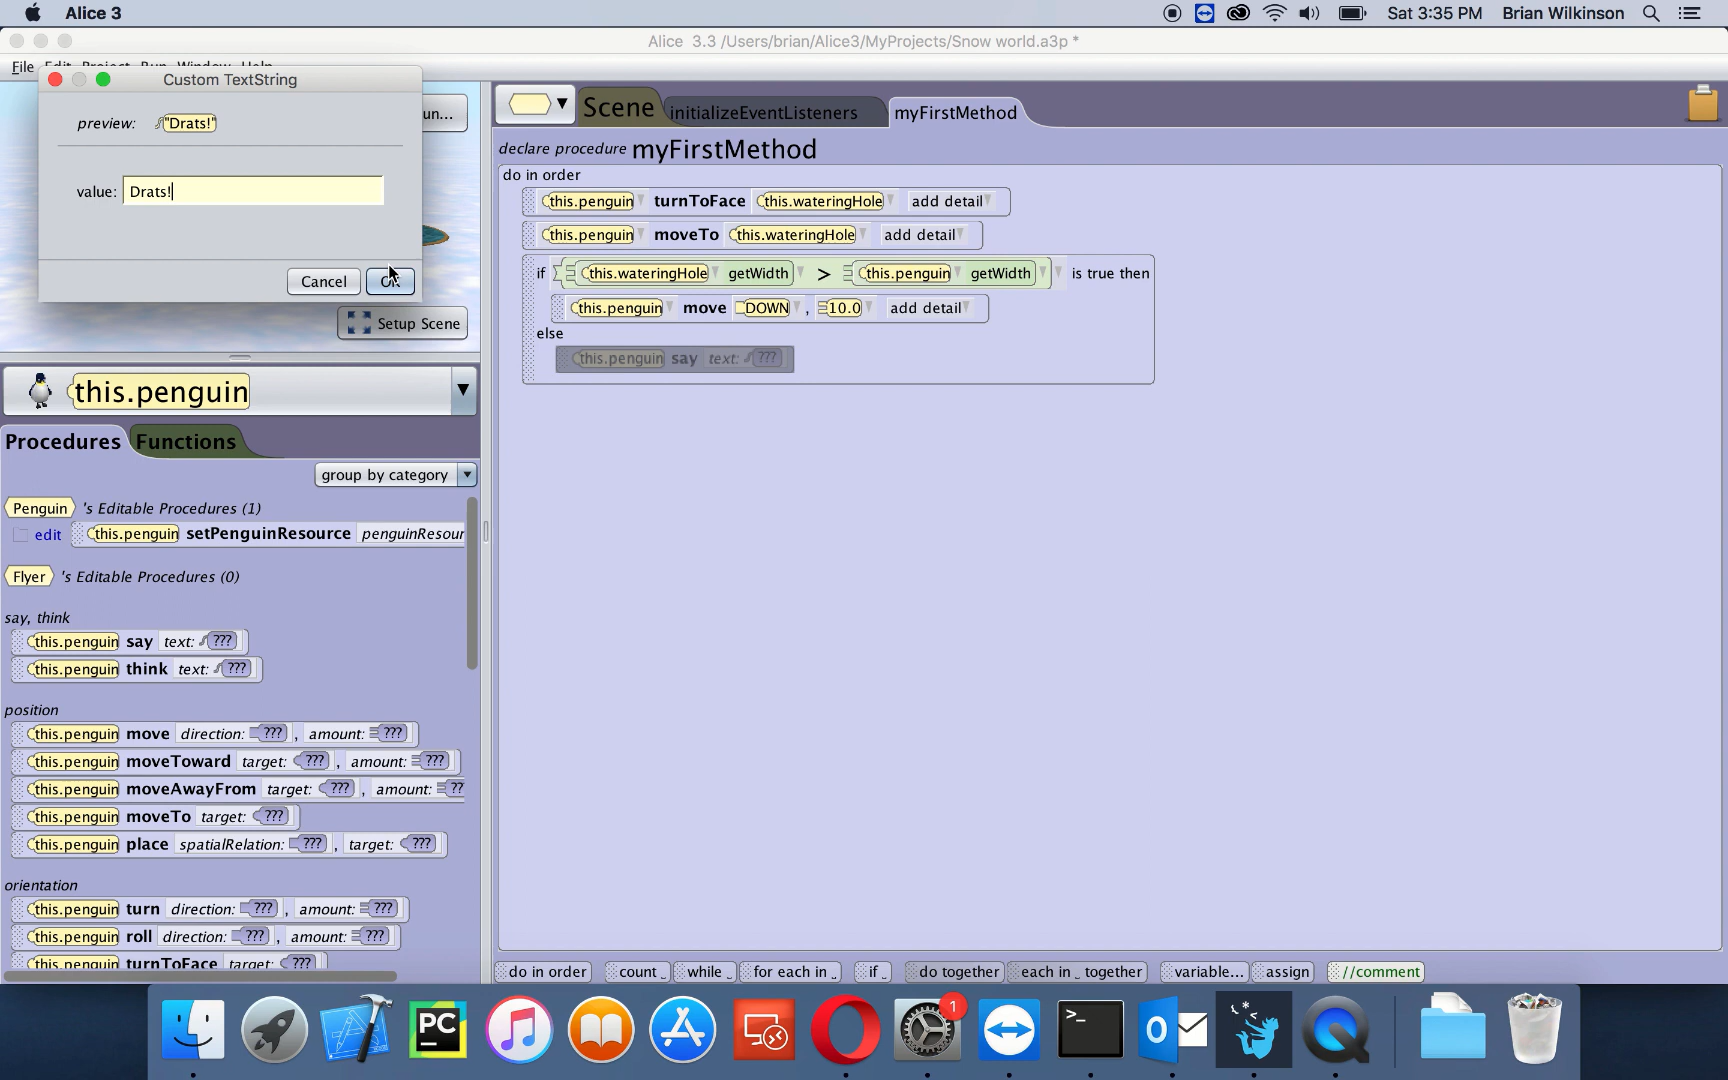 Alice 3
Sat 3:35 PM Brian Wilkinson
Alice 3.3 /Users/brian/Alice3/MyProjects/Snow world.a3p *
File Edit Project Run Window Help
Custom TextString
preview: "Drats!"
value: Drats!
Cancel
un...
Setup Scene
this.penguin
Procedures Functions
group by category
Penguin 's Editable Procedures (1)
edit this.penguin setPenguinResource penguinResour
Flyer 's Editable Procedures (0)
say, think
this.penguin say text: ???
this.penguin think text: ???
position
this.penguin move direction: ??? , amount: ???
this.penguin moveToward target: ??? , amount: ???
this.penguin moveAwayFrom target: ??? , amount: ??
this.penguin moveTo target: ???
this.penguin place spatialRelation: ??? , target: ???
orientation
this.penguin turn direction: ??? , amount: ???
this.penguin roll direction: ??? , amount: ???
this.penguin turnToFace target: ???
Scene initializeEventListeners myFirstMethod
declare procedure myFirstMethod
do in order
this.penguin turnToFace this.wateringHole add detail
this.penguin moveTo this.wateringHole add detail
if this.wateringHole getWidth > this.penguin getWidth is true then
this.penguin move DOWN , 10.0 add detail
else
this.penguin say text: ???
do in order count _ while _ for each in _ if _ do together each in _ together variable... assign //comment
PC
>_
1
O